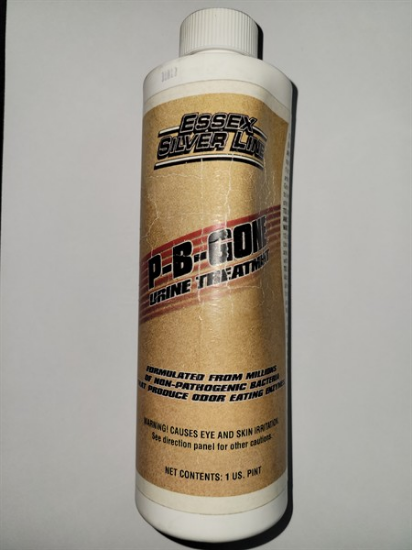 ESSEX
SILVER LINE
P-B-GONE
URINE TREATMENT
FORMULATED FROM MILLIONS
OF NON-PATHOGENIC BACTERIA
THAT PRODUCE ODOR EATING ENZYMES
WARNING! CAUSES EYE AND SKIN IRRITATION.
See direction panel for other cautions.
NET CONTENTS: 1 US. PINT